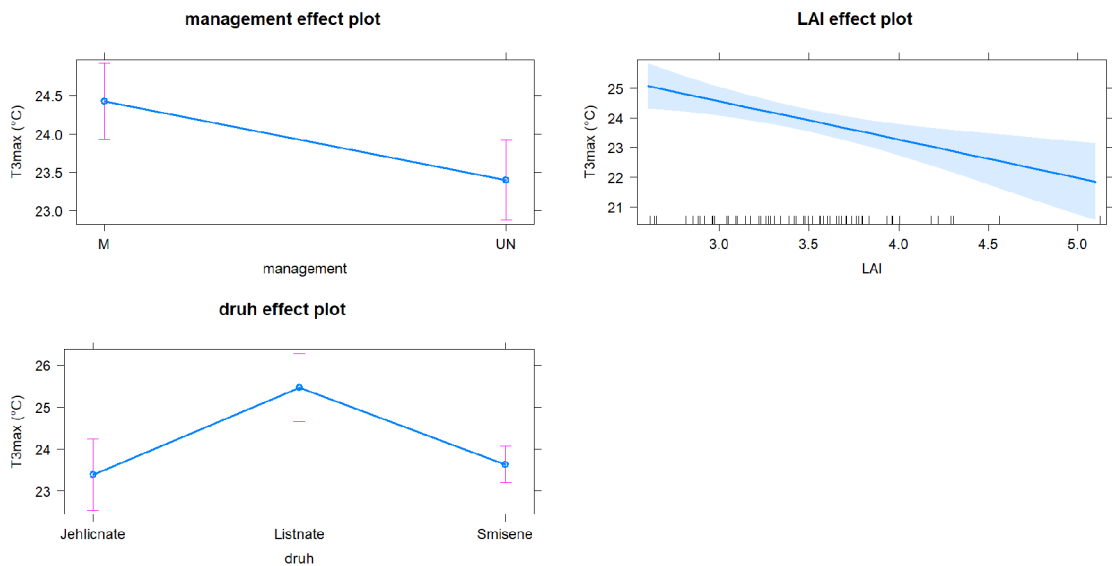 management effect plot
T3max (°C)
24.5
24.0
23.5
23.0
M
UN
management
LAI effect plot
T3max (°C)
25
24
23
22
21
3.0
3.5
4.0
4.5
5.0
LAI
druh effect plot
T3max (°C)
26
25
24
23
Jehlicnate
Listnate
Smisene
druh